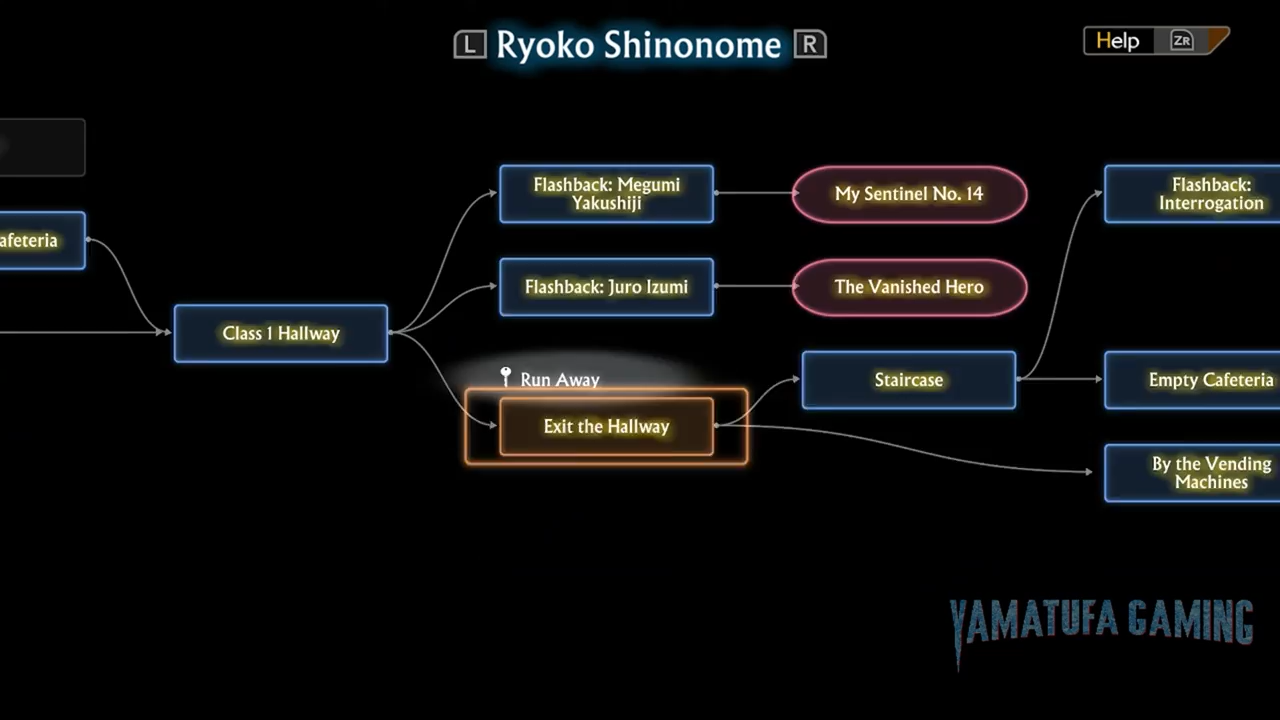 L Ryoko Shinonome R
Help ZR
Flashback: Megumi
Yakushiji
My Sentinel No. 14
Flashback:
Interrogation
afeteria
Flashback: Juro Izumi
The Vanished Hero
Class 1 Hallway
Run Away
Exit the Hallway
Staircase
Empty Cafeteria
By the Vending
Machines
YAMATUFA GAMING